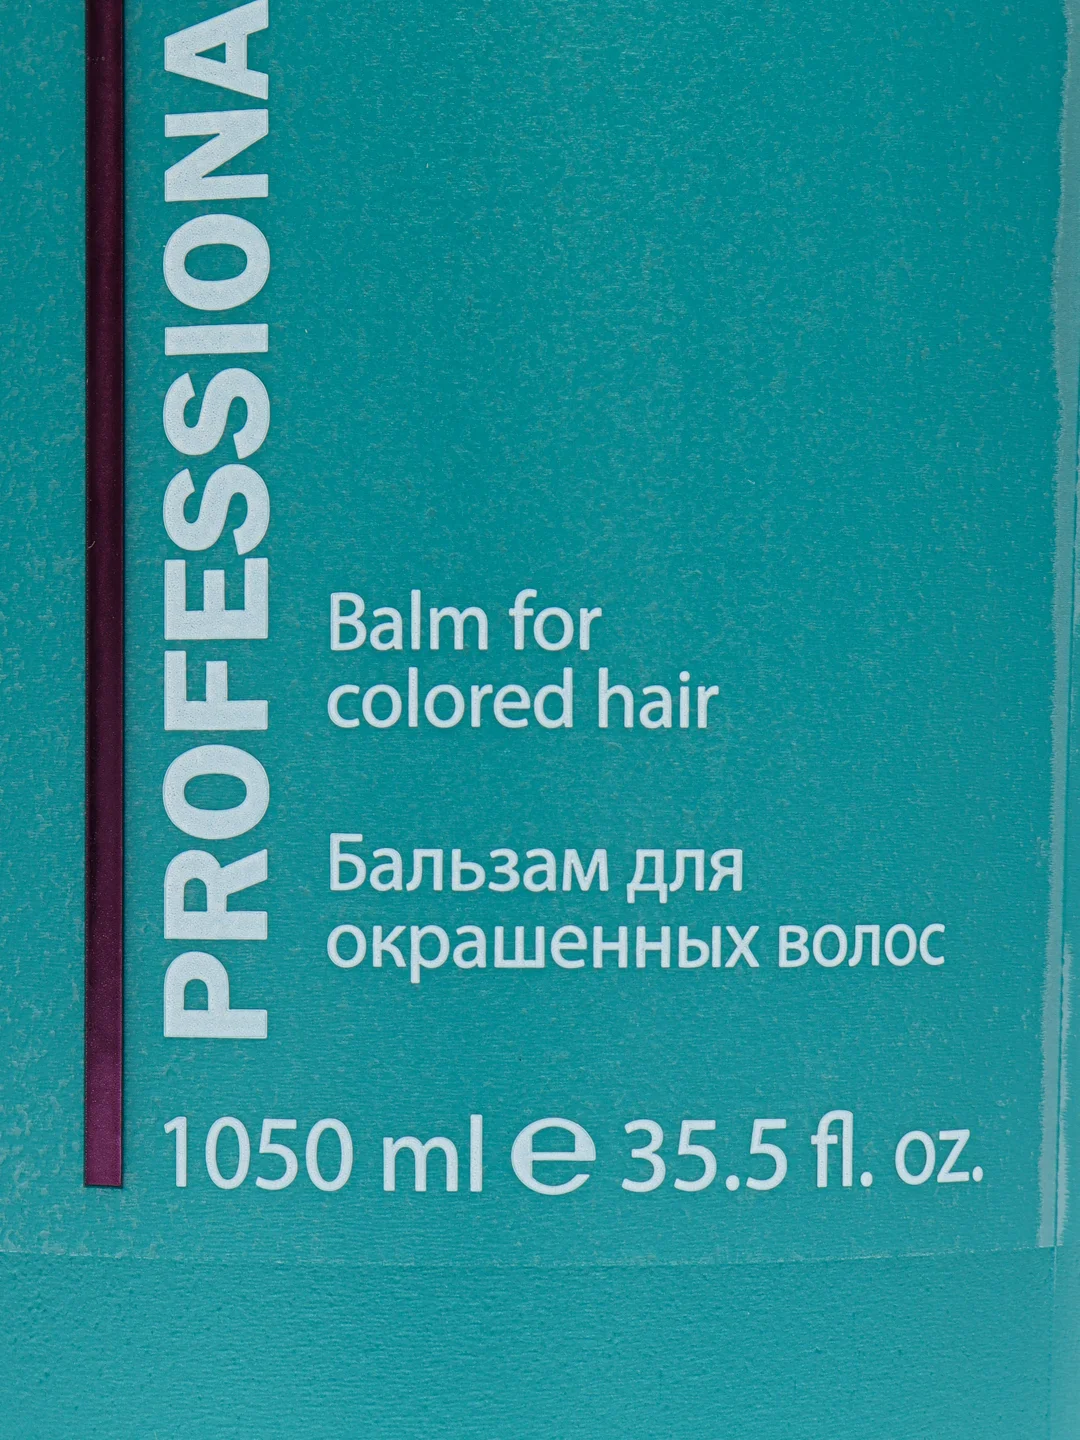 PROFESSIONA
Balm for
colored hair
Бальзам для
окрашенных волос
1050 ml e 35.5 fl. oz.